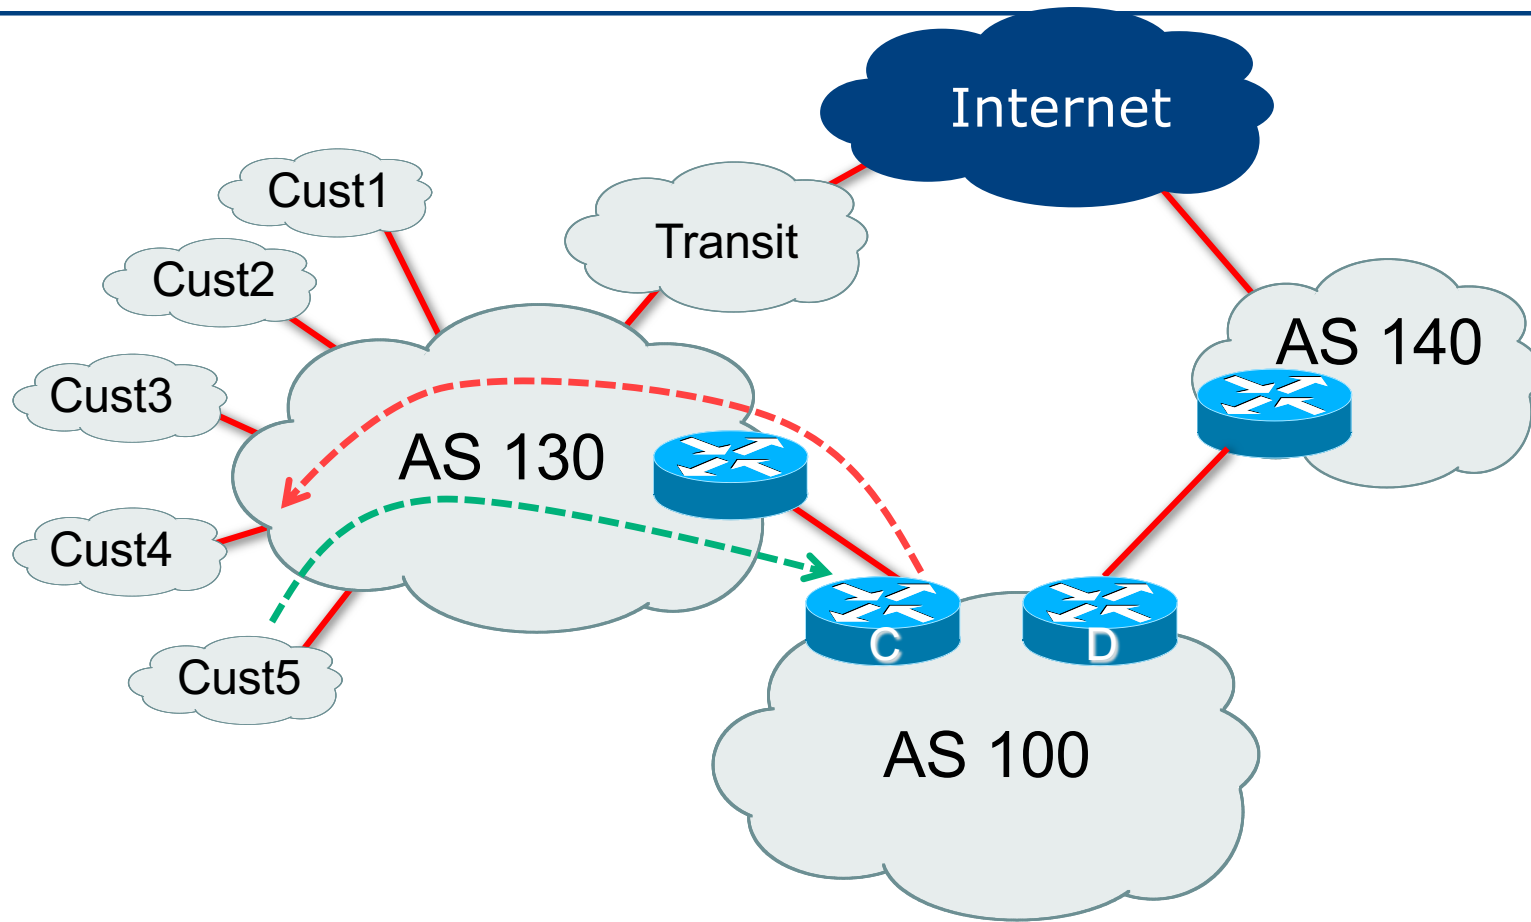 Internet
Cust1
Transit
Cust2
AS 140
Cust3
AS 130
Cust4
C
D
Cust5
AS 100